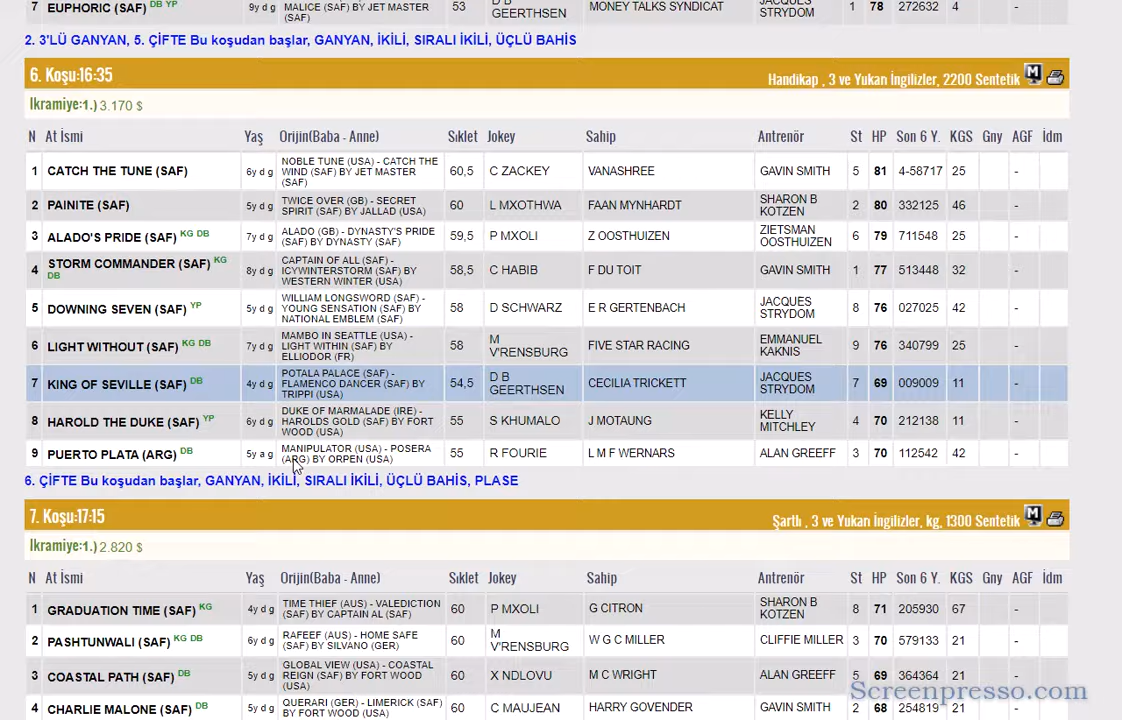 7 EUPHORIC (SAF) DB YP 9y d g MALICE (SAF) BY JET MASTER (SAF) 53 D B GEERTHSEN MONEY TALKS SYNDICAT JACQUES STRYDOM 1 78 272632 4
2. 3'LÜ GANYAN, 5. ÇİFTE Bu koşudan başlar, GANYAN, İKİLİ, SIRALI İKİLİ, ÜÇLÜ BAHİS
6. Koşu:16:35 Handikap , 3 ve Yukarı İngilizler, 2200 Sentetik
İkramiye:1.) 3.170 $
N At İsmi Yaş Orijin(Baba - Anne) Sıklet Jokey Sahip Antrenör St HP Son 6 Y. KGS Gny AGF İdm
1 CATCH THE TUNE (SAF) 6y d g NOBLE TUNE (USA) - CATCH THE WIND (SAF) BY JET MASTER (SAF) 60,5 C ZACKEY VANASHREE GAVIN SMITH 5 81 4-58717 25 -
2 PAINITE (SAF) 5y d g TWICE OVER (GB) - SECRET SPIRIT (SAF) BY JALLAD (USA) 60 L MXOTHWA FAAN MYNHARDT SHARON B KOTZEN 2 80 332125 46 -
3 ALADO'S PRIDE (SAF) KG DB 7y d g ALADO (GB) - DYNASTY'S PRIDE (SAF) BY DYNASTY (SAF) 59,5 P MXOLI Z OOSTHUIZEN ZIETSMAN OOSTHUIZEN 6 79 711548 25 -
4 STORM COMMANDER (SAF) KG DB 8y d g CAPTAIN OF ALL (SAF) - ICYWINTERSTORM (SAF) BY WESTERN WINTER (USA) 58,5 C HABIB F DU TOIT GAVIN SMITH 1 77 513448 32 -
5 DOWNING SEVEN (SAF) YP 5y d g WILLIAM LONGSWORD (SAF) - YOUNG SENSATION (SAF) BY NATIONAL EMBLEM (SAF) 58 D SCHWARZ E R GERTENBACH JACQUES STRYDOM 8 76 027025 42 -
6 LIGHT WITHOUT (SAF) KG DB 7y d g MAMBO IN SEATTLE (USA) - LIGHT WITHIN (SAF) BY ELLIODOR (FR) 58 M V'RENSBURG FIVE STAR RACING EMMANUEL KAKNIS 9 76 340799 25 -
7 KING OF SEVILLE (SAF) DB 4y d g POTALA PALACE (SAF) - FLAMENCO DANCER (SAF) BY TRIPPI (USA) 54,5 D B GEERTHSEN CECILIA TRICKETT JACQUES STRYDOM 7 69 009009 11 -
8 HAROLD THE DUKE (SAF) YP 6y d g DUKE OF MARMALADE (IRE) - HAROLDS GOLD (SAF) BY FORT WOOD (USA) 55 S KHUMALO J MOTAUNG KELLY MITCHLEY 4 70 212138 11 -
9 PUERTO PLATA (ARG) DB 5y a g MANIPULATOR (USA) - POSERA (ARG) BY ORPEN (USA) 55 R FOURIE L M F WERNARS ALAN GREEFF 3 70 112542 42 -
6. ÇİFTE Bu koşudan başlar, GANYAN, İKİLİ, SIRALI İKİLİ, ÜÇLÜ BAHİS, PLASE
7. Koşu:17:15 Şartlı , 3 ve Yukarı İngilizler, kg, 1300 Sentetik
İkramiye:1.) 2.820 $
N At İsmi Yaş Orijin(Baba - Anne) Sıklet Jokey Sahip Antrenör St HP Son 6 Y. KGS Gny AGF İdm
1 GRADUATION TIME (SAF) KG 4y d g TIME THIEF (AUS) - VALEDICTION (SAF) BY CAPTAIN AL (SAF) 60 P MXOLI G CITRON SHARON B KOTZEN 8 71 205930 67 -
2 PASHTUNWALI (SAF) KG DB 6y d g RAFEEF (AUS) - HOME SAFE (SAF) BY SILVANO (GER) 60 M V'RENSBURG W G C MILLER CLIFFIE MILLER 3 70 579133 21 -
3 COASTAL PATH (SAF) DB 5y d g GLOBAL VIEW (USA) - COASTAL REIGN (SAF) BY FORT WOOD (USA) 60 X NDLOVU M C WRIGHT ALAN GREEFF 5 69 364364 21 -
4 CHARLIE MALONE (SAF) DB 5y d g QUERARI (GER) - LIMERICK (SAF) BY FORT WOOD (USA) 60 C MAUJEAN HARRY GOVENDER GAVIN SMITH 2 68 254819 21 -
Screenpresso.com